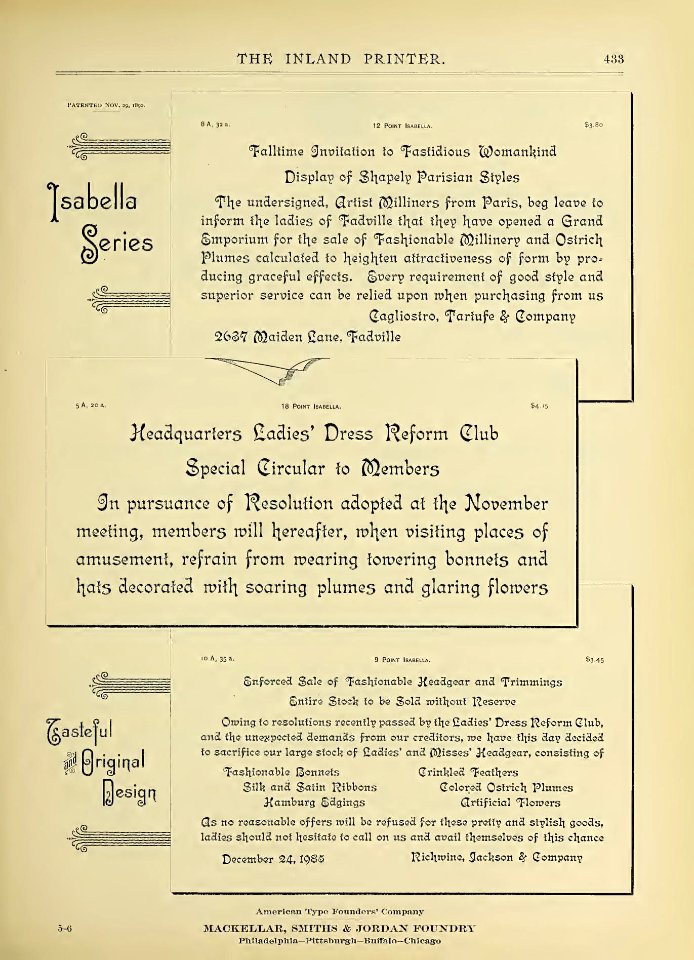 THE INLAND PRINTER.
433
PATENTED NOV. 29, 1892.
Isabella
Series
8 A, 32 a.
12 POINT ISABELLA.
$3.80
Falltime Invitation to Fastidious Womankind
Display of Shapely Parisian Styles
The undersigned, Artist Milliners from Paris, beg leave to
inform the ladies of Fadville that they have opened a Grand
Emporium for the sale of Fashionable Millinery and Ostrich
Plumes calculated to heighten attractiveness of form by pro-
ducing graceful effects. Every requirement of good style and
superior service can be relied upon when purchasing from us
Cagliostro, Tartufe & Company
2637 Maiden Lane, Fadville
5 A, 20 a.
18 POINT ISABELLA.
$4.15
Headquarters Ladies' Dress Reform Club
Special Circular to Members
In pursuance of Resolution adopted at the November
meeting, members will hereafter, when visiting places of
amusement, refrain from wearing towering bonnets and
hats decorated with soaring plumes and glaring flowers
Tasteful
and Original
Design
10 A, 35 a.
9 POINT ISABELLA.
$3.45
Enforced Sale of Fashionable Headgear and Trimmings
Entire Stock to be Sold without Reserve
Owing to resolutions recently passed by the Ladies' Dress Reform Club,
and the unexpected demands from our creditors, we have this day decided
to sacrifice our large stock of Ladies' and Misses' Headgear, consisting of
Fashionable Bonnets
Crinkled Feathers
Silk and Satin Ribbons
Colored Ostrich Plumes
Hamburg Edgings
Artificial Flowers
As no reasonable offers will be refused for these pretty and stylish goods,
ladies should not hesitate to call on us and avail themselves of this chance
December 24, 1985
Richwine, Jackson & Company
American Type Founders' Company
5-6
MACKELLAR, SMITHS & JORDAN FOUNDRY
Philadelphia—Pittsburgh—Buffalo—Chicago